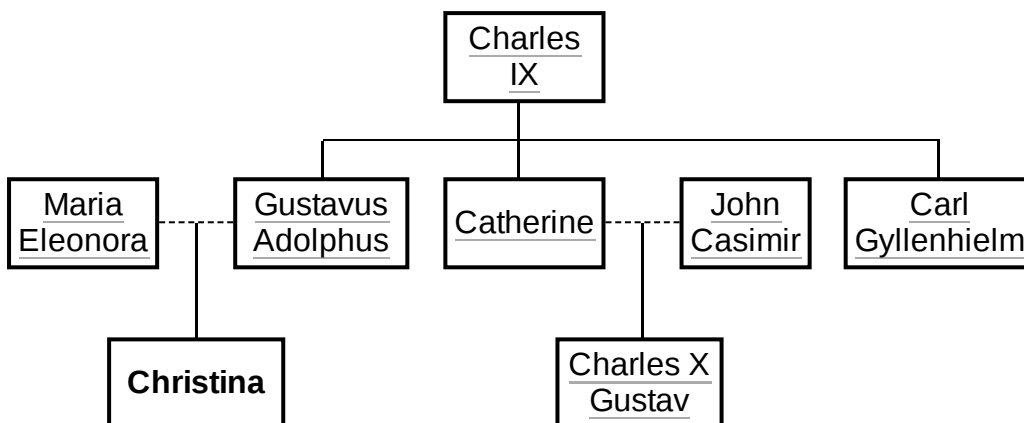 Charles
IX
Maria
Eleonora
Gustavus
Adolphus
Catherine
John
Casimir
Carl
Gyllenhielm
Christina
Charles X
Gustav